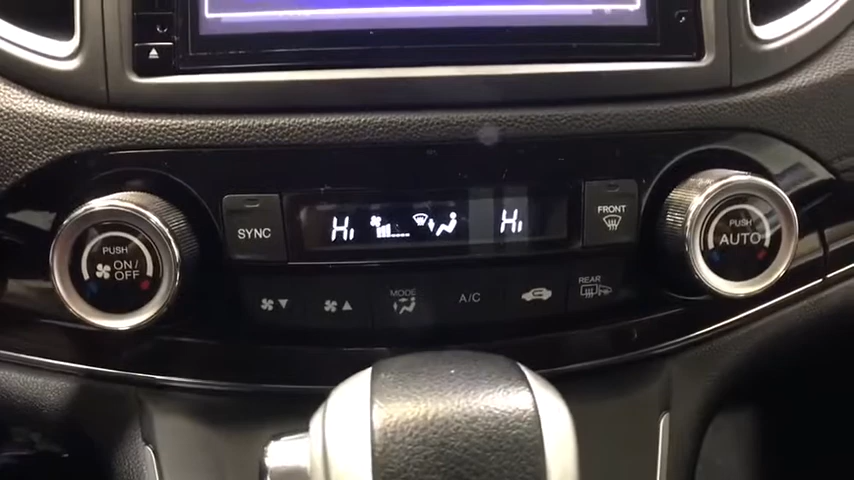 SYNC
Hi
Hi
FRONT
PUSH
ON/
OFF
PUSH
AUTO
MODE
A/C
REAR